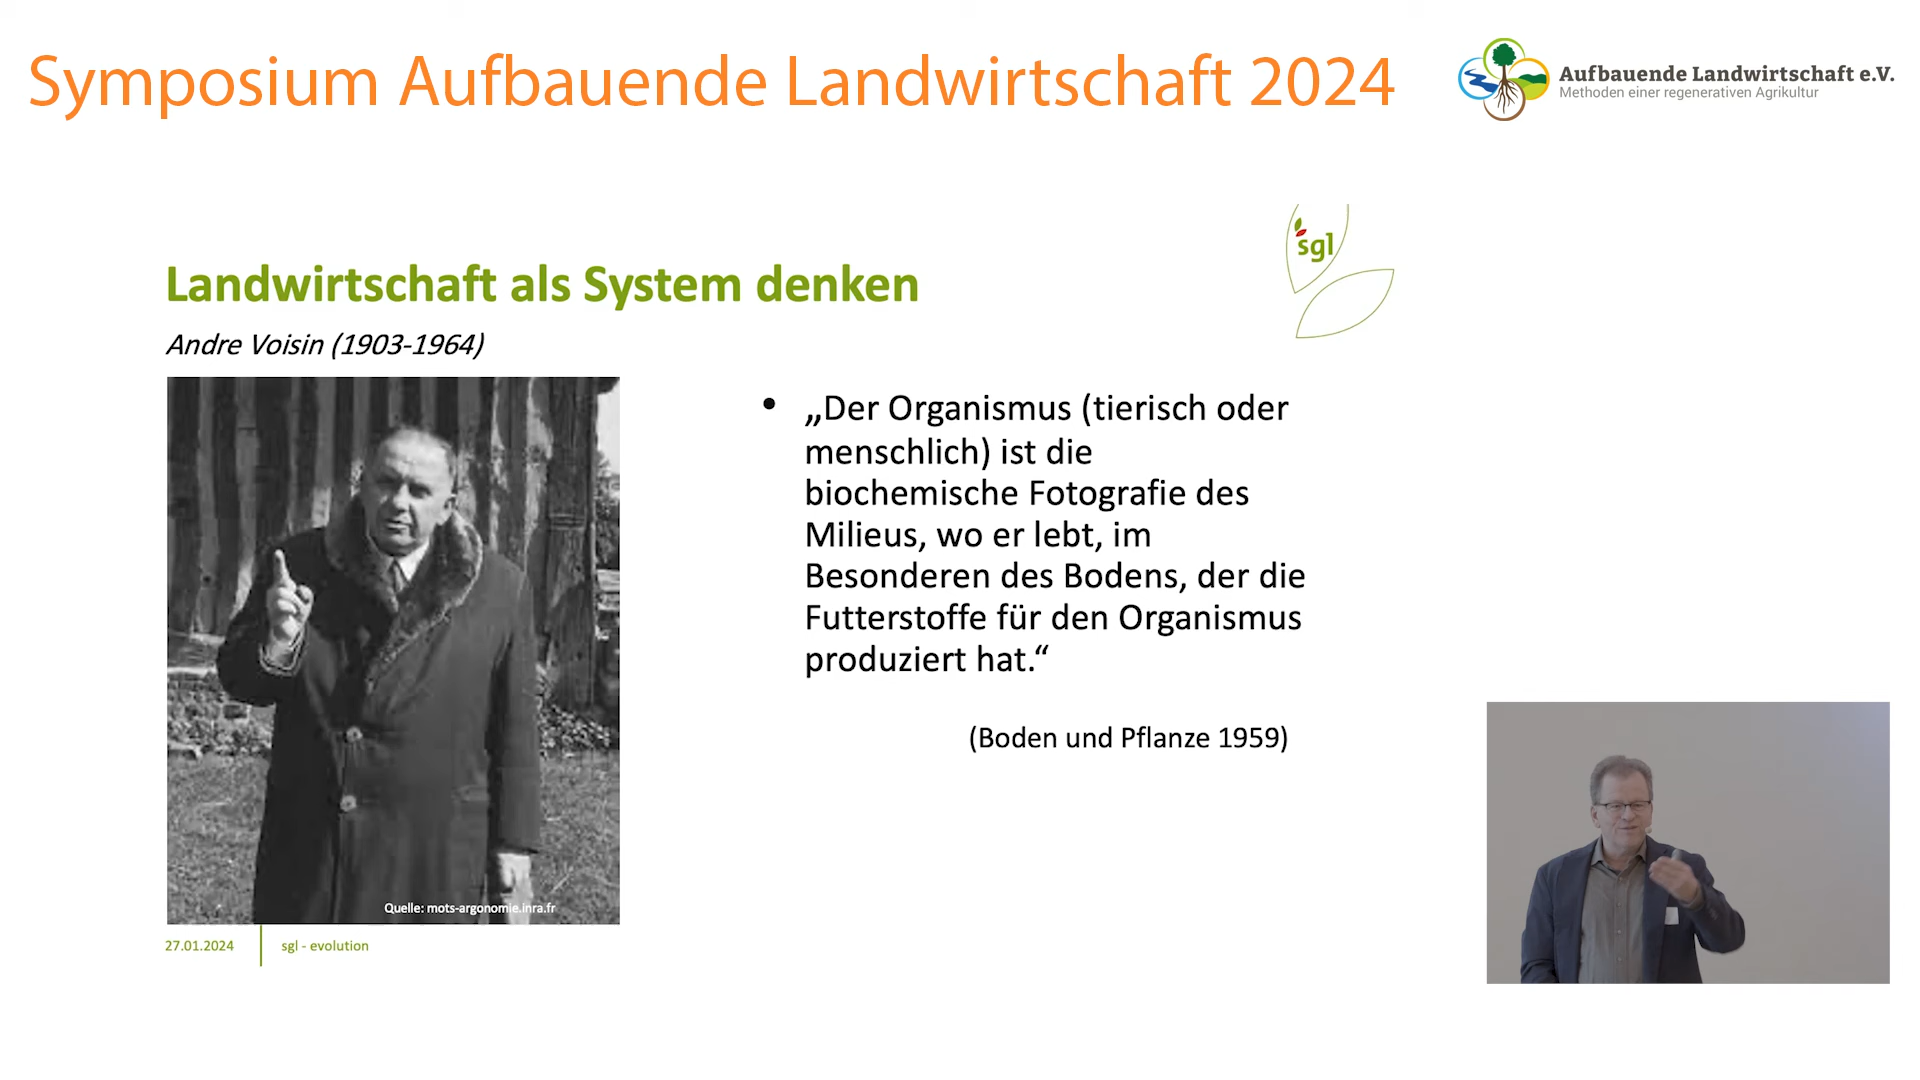 Symposium Aufbauende Landwirtschaft 2024
Aufbauende Landwirtschaft e.V.
Methoden einer regenerativen Agrikultur
sgl
Landwirtschaft als System denken
Andre Voisin (1903-1964)
• „Der Organismus (tierisch oder
menschlich) ist die
biochemische Fotografie des
Milieus, wo er lebt, im
Besonderen des Bodens, der die
Futterstoffe für den Organismus
produziert hat.“
(Boden und Pflanze 1959)
Quelle: mots-argonomie.inra.fr
27.01.2024
sgl - evolution